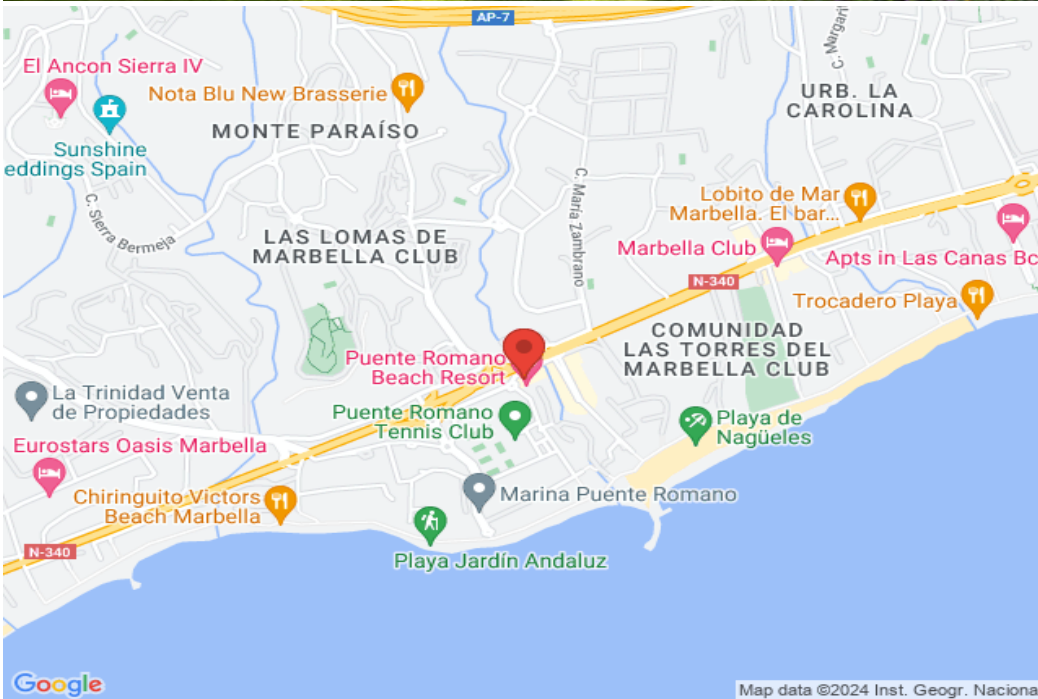 AP-7
El Ancon Sierra IV
Nota Blu New Brasserie
C. Margari
URB. LA
CAROLINA
MONTE PARAÍSO
Sunshine
eddings Spain
C. María Zambrano
C. Sierra Bermeja
Lobito de Mar
Marbella. El bar...
LAS LOMAS DE
MARBELLA CLUB
Marbella Club
Apts in Las Canas Bc
N-340
Trocadero Playa
COMUNIDAD
LAS TORRES DEL
MARBELLA CLUB
Puente Romano
Beach Resort
La Trinidad Venta
de Propiedades
Puente Romano
Tennis Club
Playa de
Nagüeles
Eurostars Oasis Marbella
Chiringuito Victors
Beach Marbella
Marina Puente Romano
N-340
Playa Jardín Andaluz
Google
Map data ©2024 Inst. Geogr. Naciona